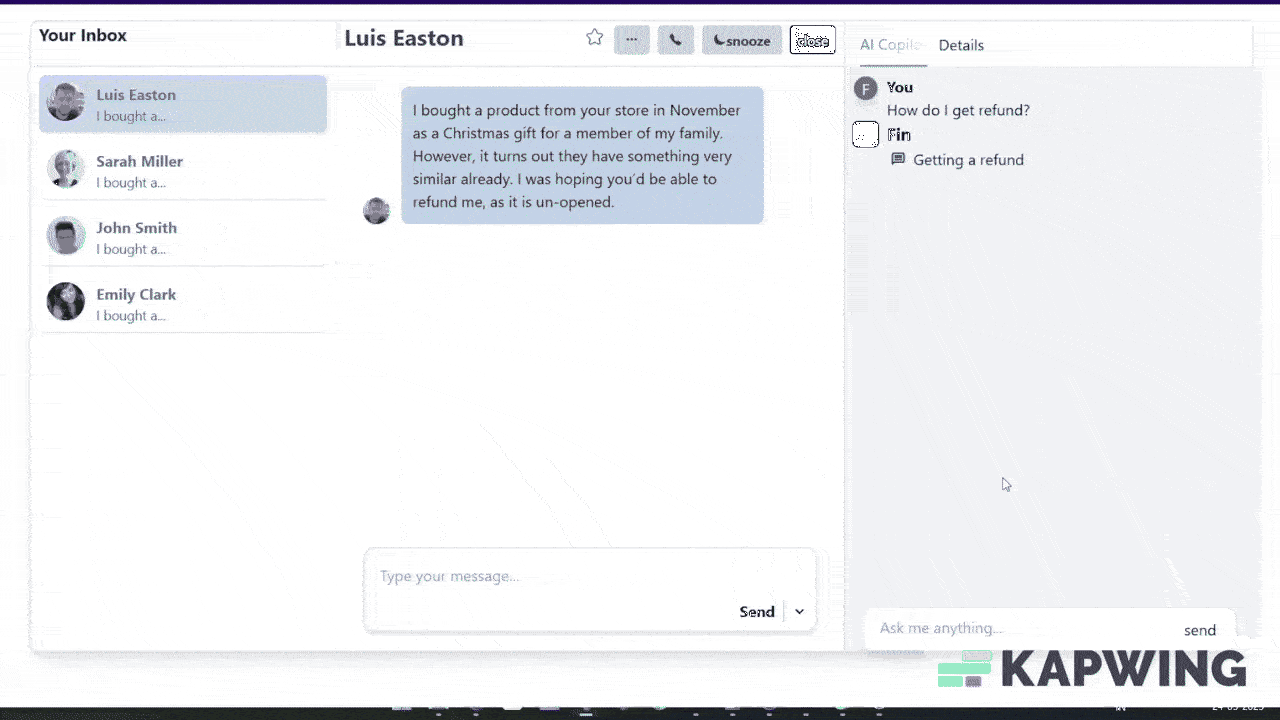 Your Inbox
Luis Easton
I bought a...
Sarah Miller
I bought a...
John Smith
I bought a...
Emily Clark
I bought a...
Luis Easton
...
snooze
close
I bought a product from your store in November
as a Christmas gift for a member of my family.
However, it turns out they have something very
similar already. I was hoping you'd be able to
refund me, as it is un-opened.
Type your message...
Send
AI Copilo
Details
F
You
How do I get refund?
Fin
Getting a refund
Ask me anything...
send
KAPWING